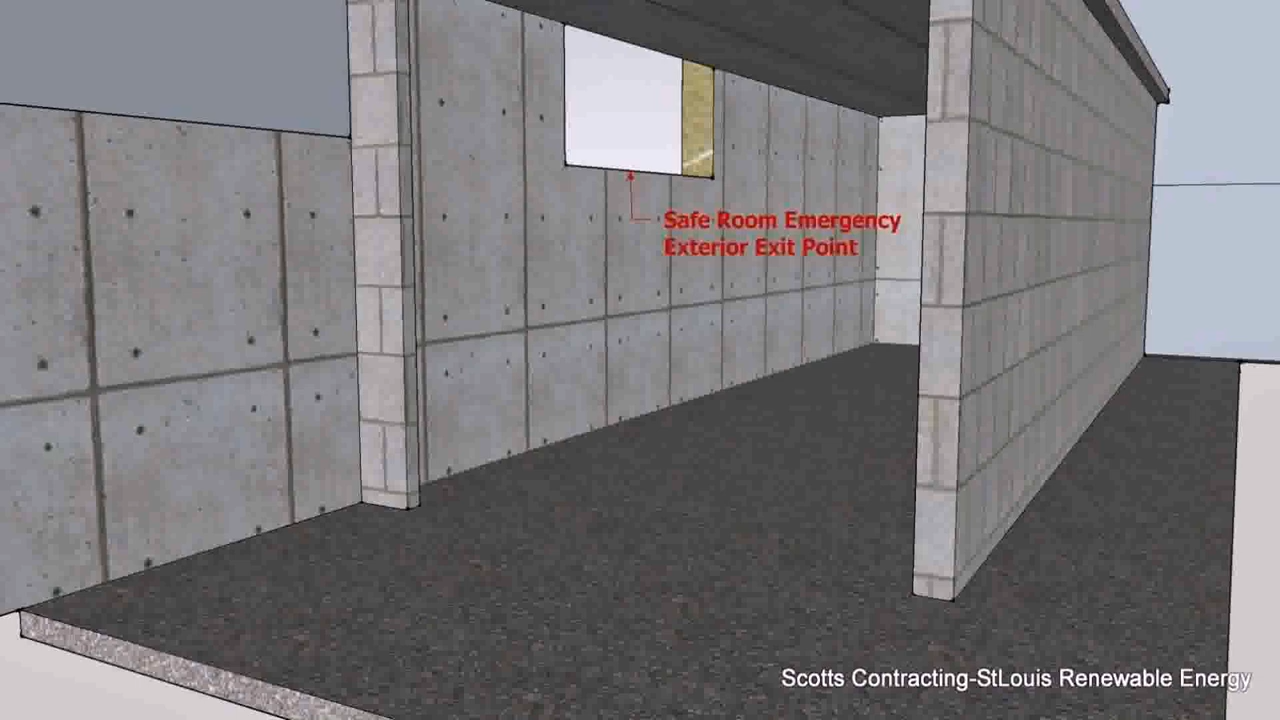 Safe Room Emergency
Exterior Exit Point
Scotts Contracting-StLouis Renewable Energy